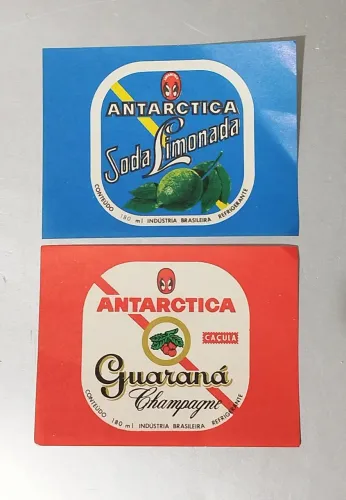 ANTARCTICA
Soda Limonada
CONTEÚDO 180 ml INDÚSTRIA BRASILEIRA REFRIGERANTE
ANTARCTICA
CAÇULA
Guaraná
Champagne
CONTEÚDO 180 ml INDÚSTRIA BRASILEIRA REFRIGERANTE